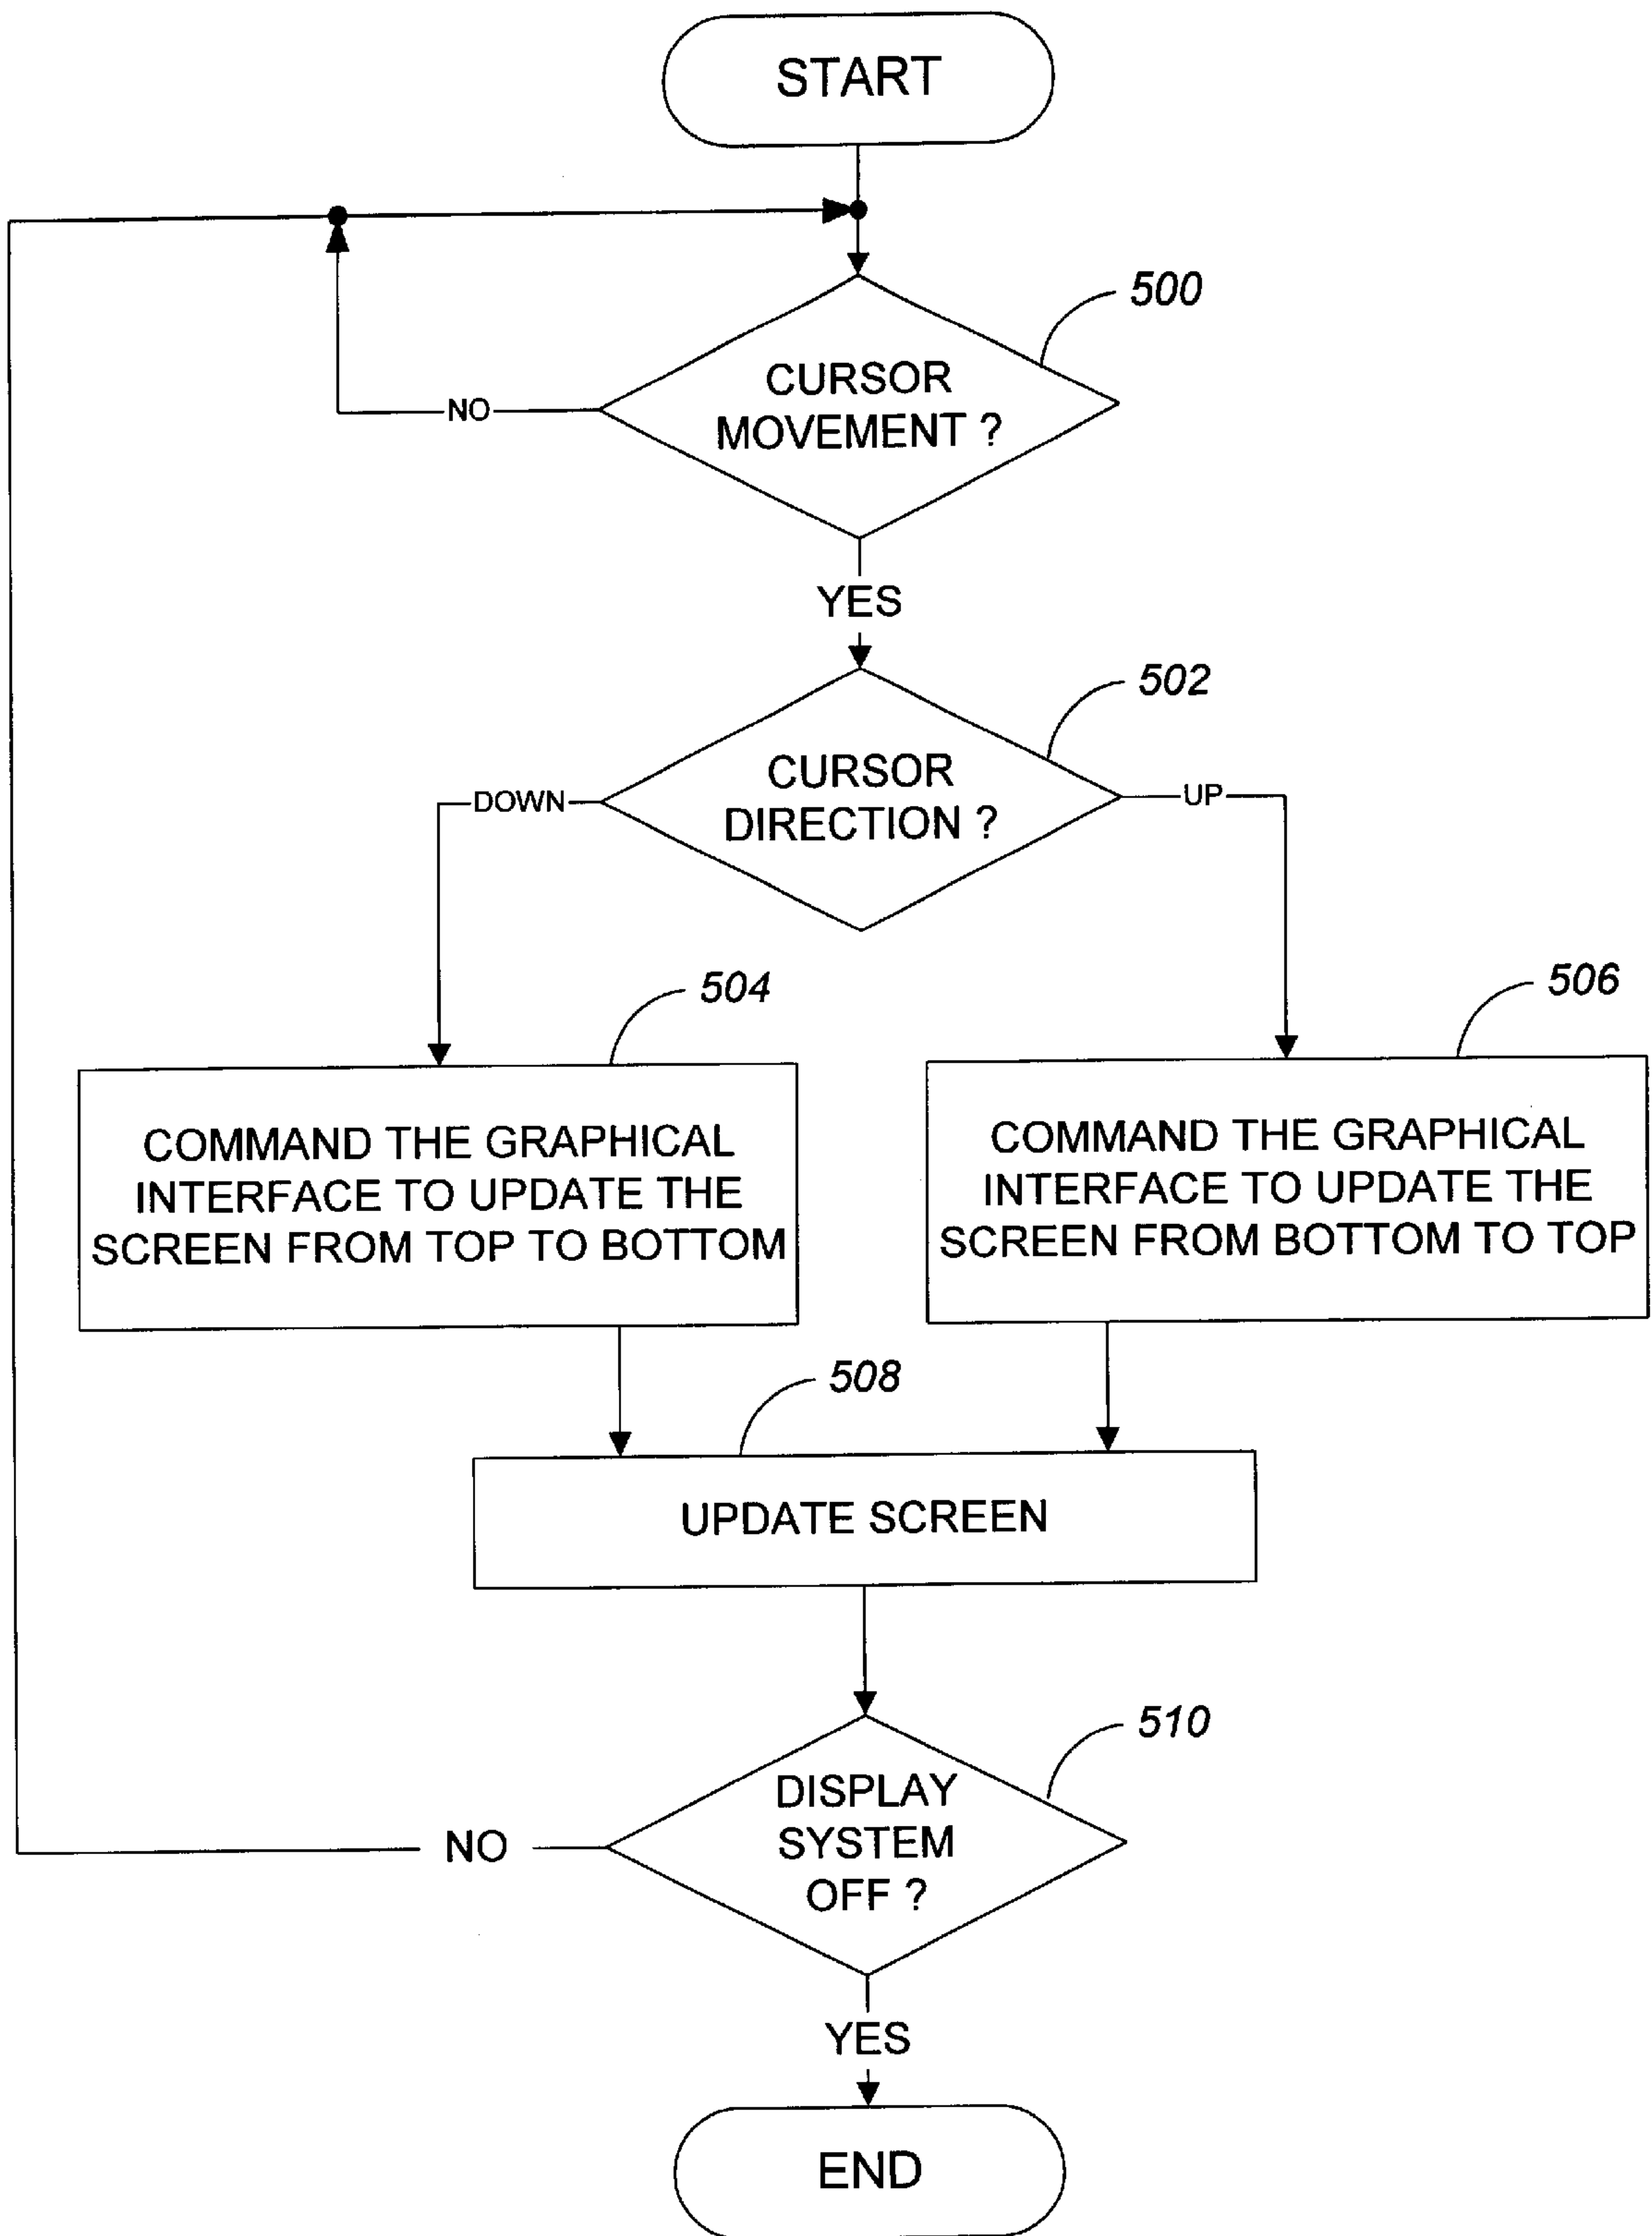 START
500
CURSOR
MOVEMENT ?
NO
YES
502
CURSOR
DIRECTION ?
DOWN
UP
504
506
COMMAND THE GRAPHICAL
INTERFACE TO UPDATE THE
SCREEN FROM TOP TO BOTTOM
COMMAND THE GRAPHICAL
INTERFACE TO UPDATE THE
SCREEN FROM BOTTOM TO TOP
508
UPDATE SCREEN
510
DISPLAY
SYSTEM
OFF ?
NO
YES
END